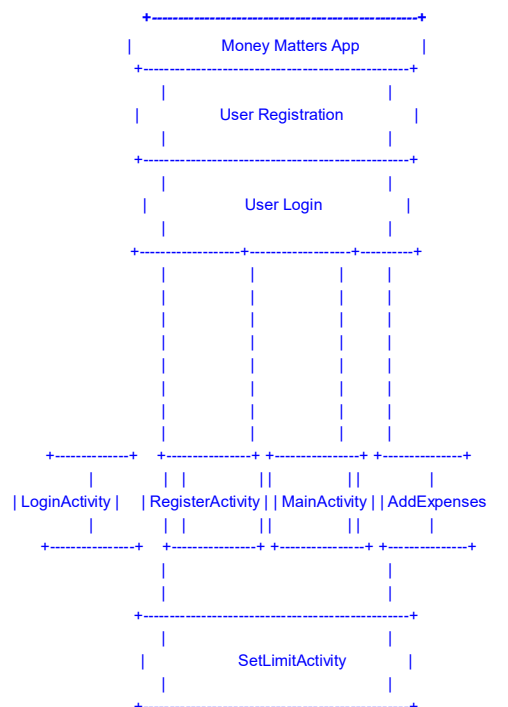 Money Matters App
User Registration
User Login
| LoginActivity | | RegisterActivity | | MainActivity | | AddExpenses
SetLimitActivity